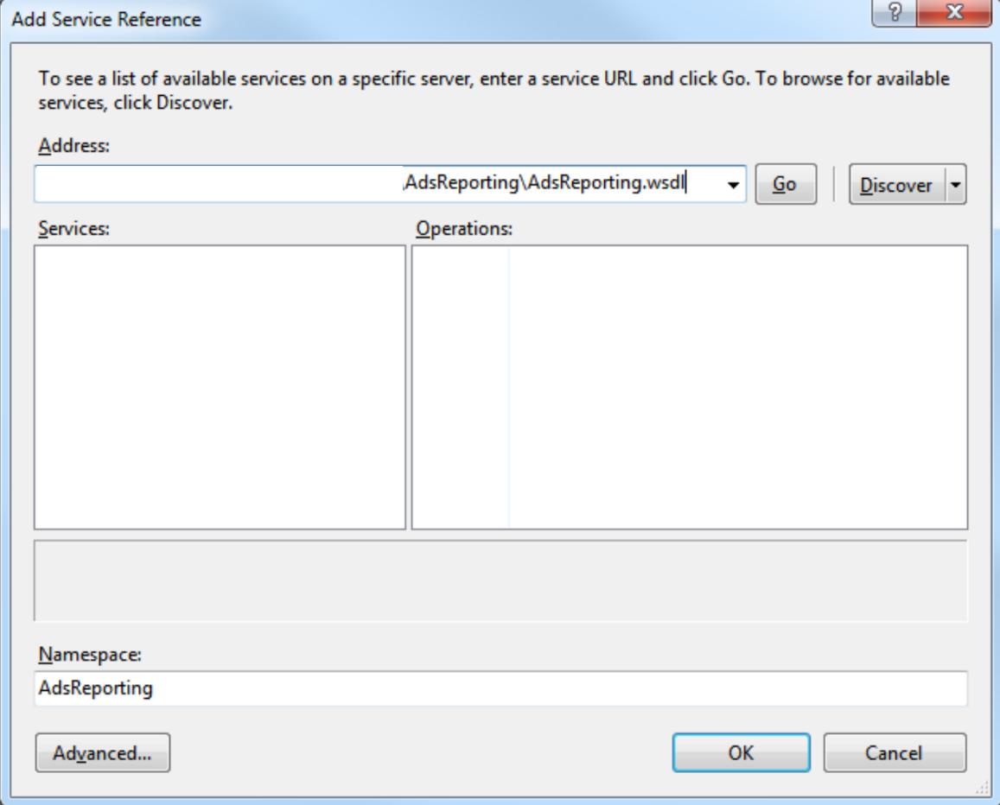 Add Service Reference
To see a list of available services on a specific server, enter a service URL and click Go. To browse for available
services, click Discover.
Address:
\AdsReporting\AdsReporting.wsdl
Go
Discover
Services:
Operations:
Namespace:
AdsReporting
Advanced...
OK
Cancel